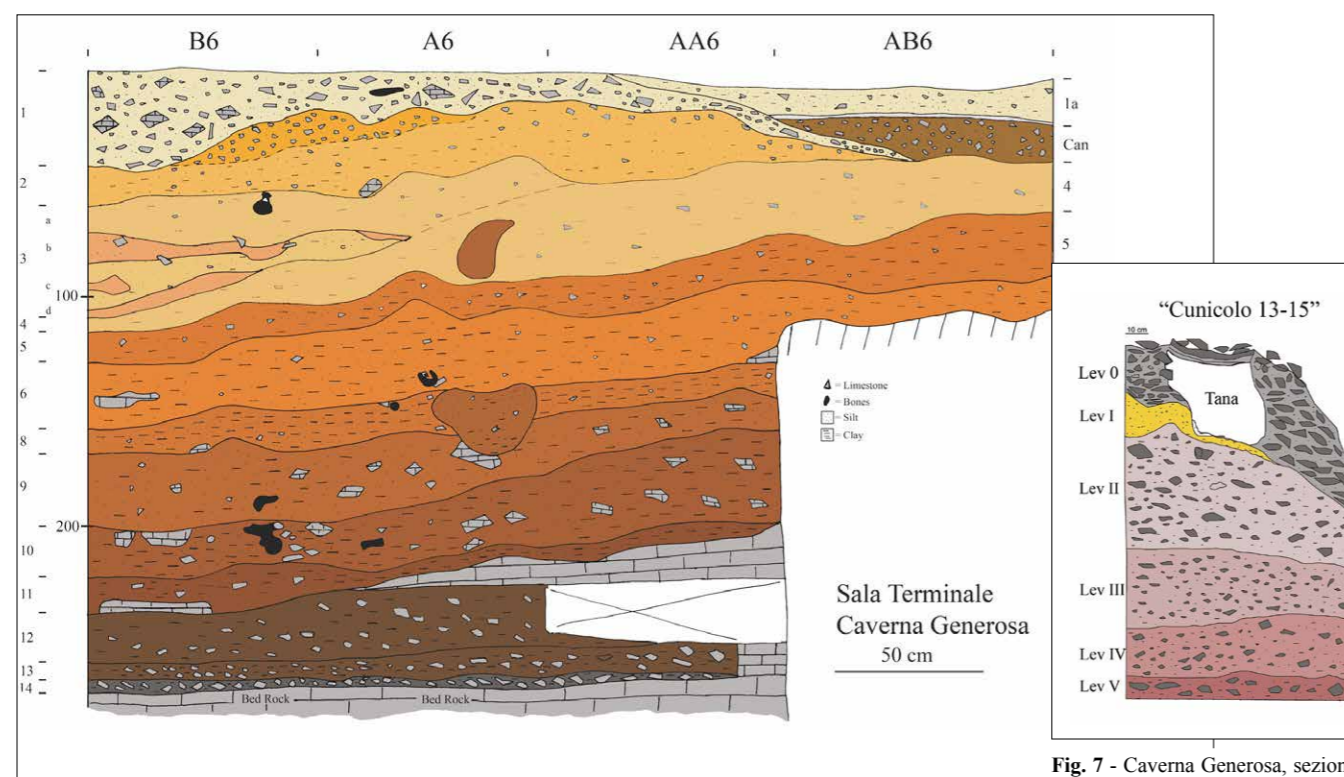 B6 A6 AA6 AB6
1
2
a
b
3
c
100
d
4
5
6
8
9
200
10
11
12
13
14
1a
Can
4
5
= Limestone
= Bones
= Silt
= Clay
Sala Terminale
Caverna Generosa
50 cm
Bed Rock Bed Rock
"Cunicolo 13-15"
10 cm
Lev 0
Tana
Lev I
Lev II
Lev III
Lev IV
Lev V
Fig. 7 - Caverna Generosa, sezion